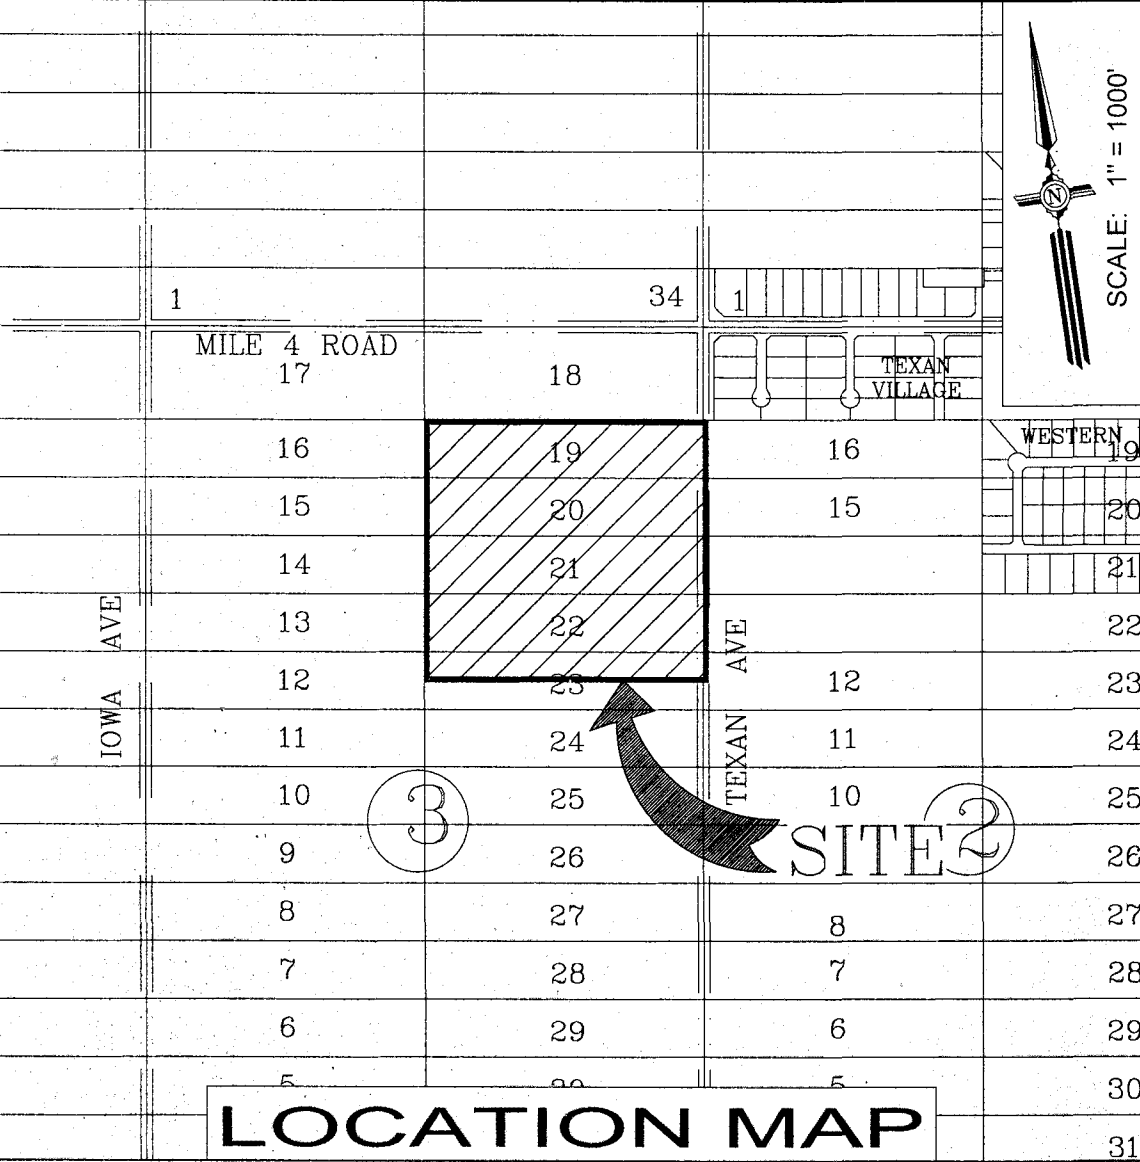 N
SCALE: 1" = 1000'
1 34 1
MILE 4 ROAD
17 18
TEXAN
VILLAGE
16 19 16
WESTERN
19
15 20 15 20
14 21 21
13 22 22
12 23 12 23
IOWA AVE
TEXAN AVE
11 24 11 24
10 25 10 25
3
SITE
2
9 26 26
8 27 8 27
7 28 7 28
6 29 6 29
5 5 30
31
LOCATION MAP